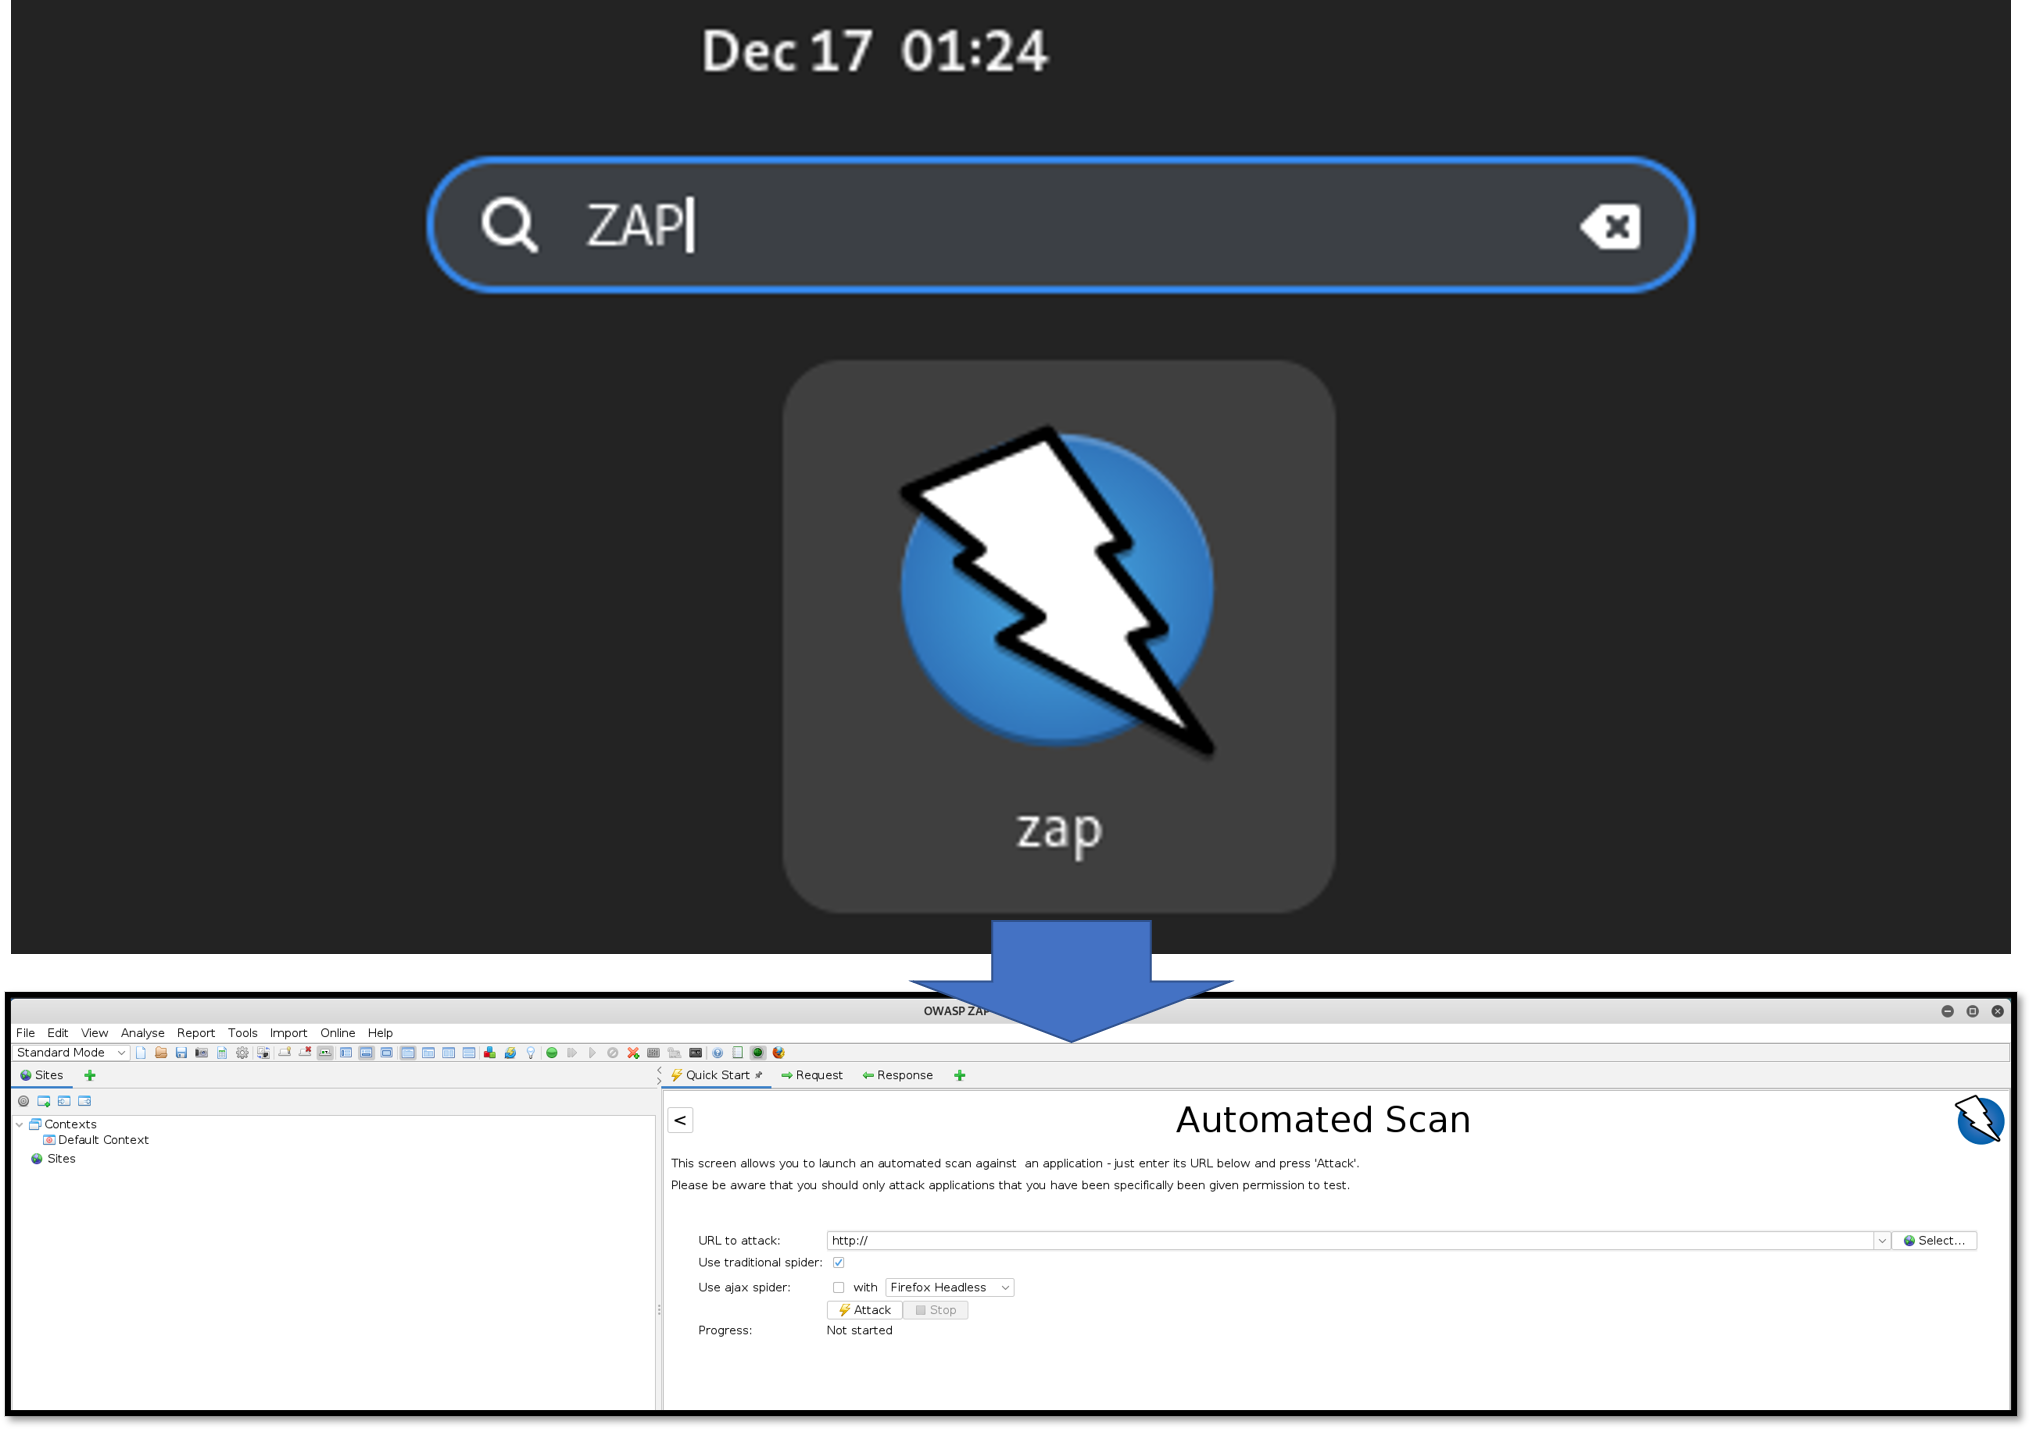 Dec 17 01:24
ZAP
zap
OWASP ZAP
File Edit View Analyse Report Tools Import Online Help
Standard Mode
Sites
Quick Start Request Response
<
Automated Scan
Contexts
Default Context
Sites
This screen allows you to launch an automated scan against an application - just enter its URL below and press 'Attack'.
Please be aware that you should only attack applications that you have been specifically been given permission to test.
URL to attack: http:// Select...
Use traditional spider:
Use ajax spider: with Firefox Headless
Attack Stop
Progress: Not started